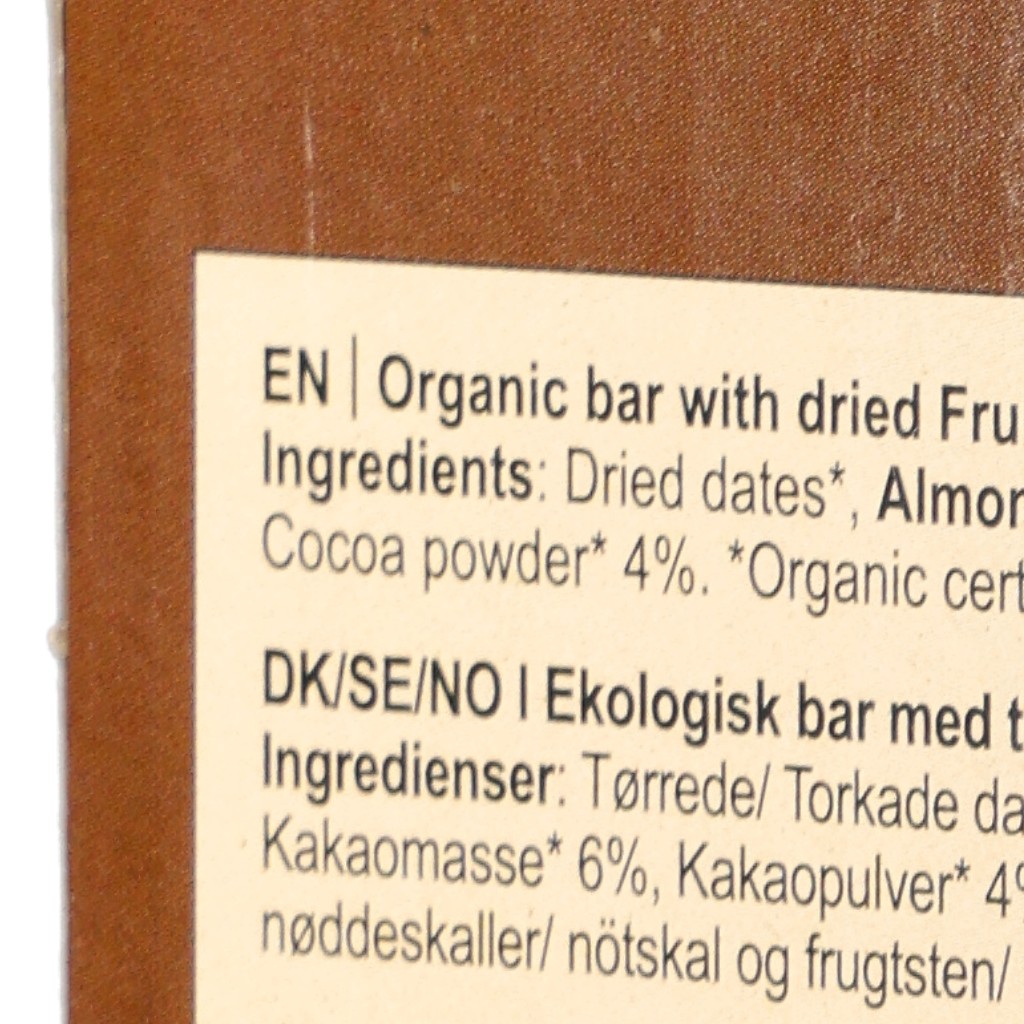 EN | Organic bar with dried Fru
Ingredients: Dried dates*, Almon
Cocoa powder* 4%. *Organic cert
DK/SE/NO I Ekologisk bar med t
Ingredienser: Tørrede/ Torkade da
Kakaomasse* 6%, Kakaopulver* 4%
nøddeskaller/ nötskal og frugtsten/